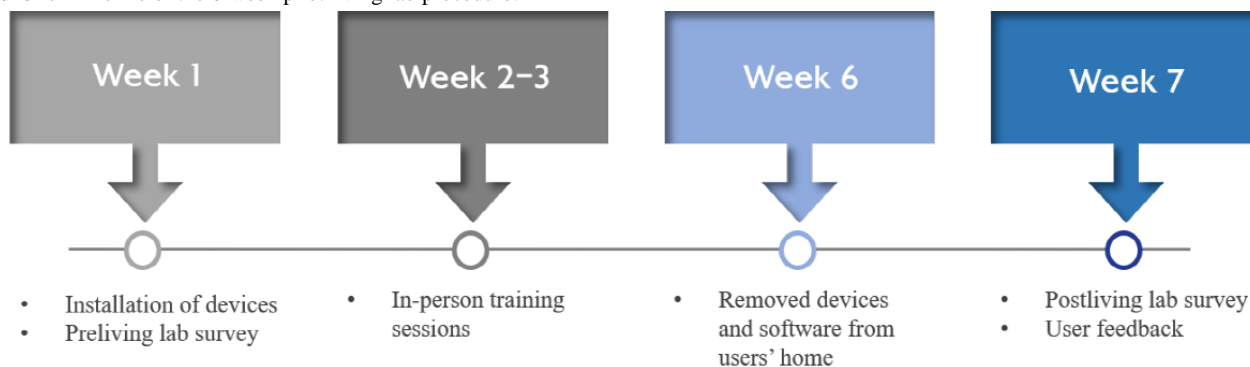 Week 1
Week 2–3
Week 6
Week 7
• Installation of devices
• Preliving lab survey
• In-person training
sessions
• Removed devices
and software from
users’ home
• Postliving lab survey
• User feedback